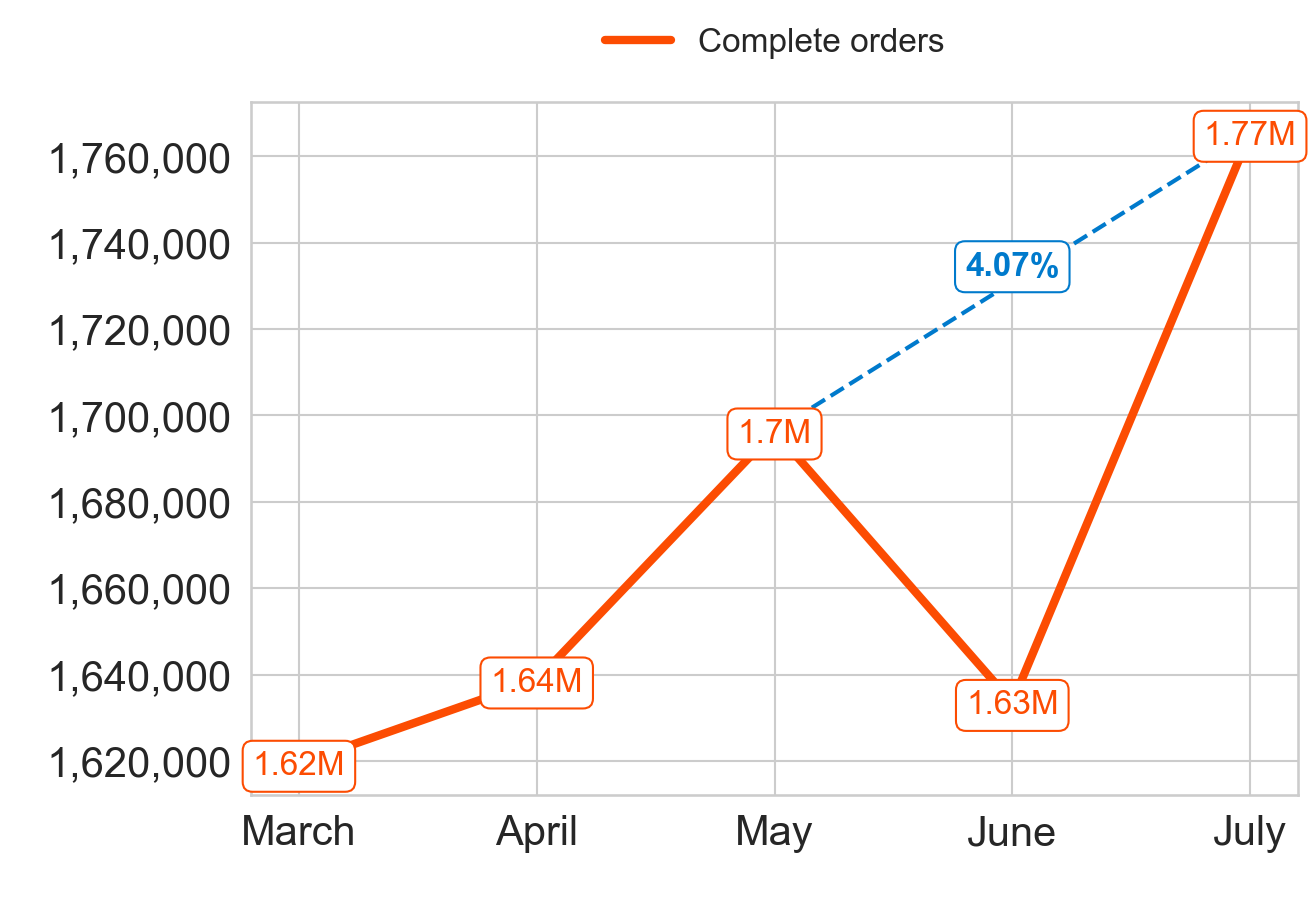 Complete orders
1,760,000
1,740,000
1,720,000
1,700,000
1,680,000
1,660,000
1,640,000
1,620,000
1.77M
4.07%
1.7M
1.64M
1.63M
1.62M
March April May June July